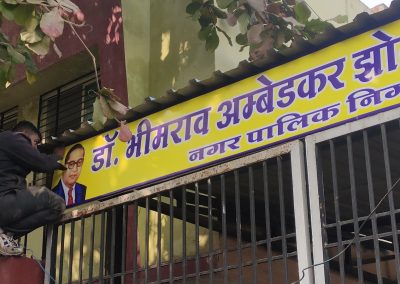 डॉ. भीमराव अम्बेडकर झो
नगर पालिक निग